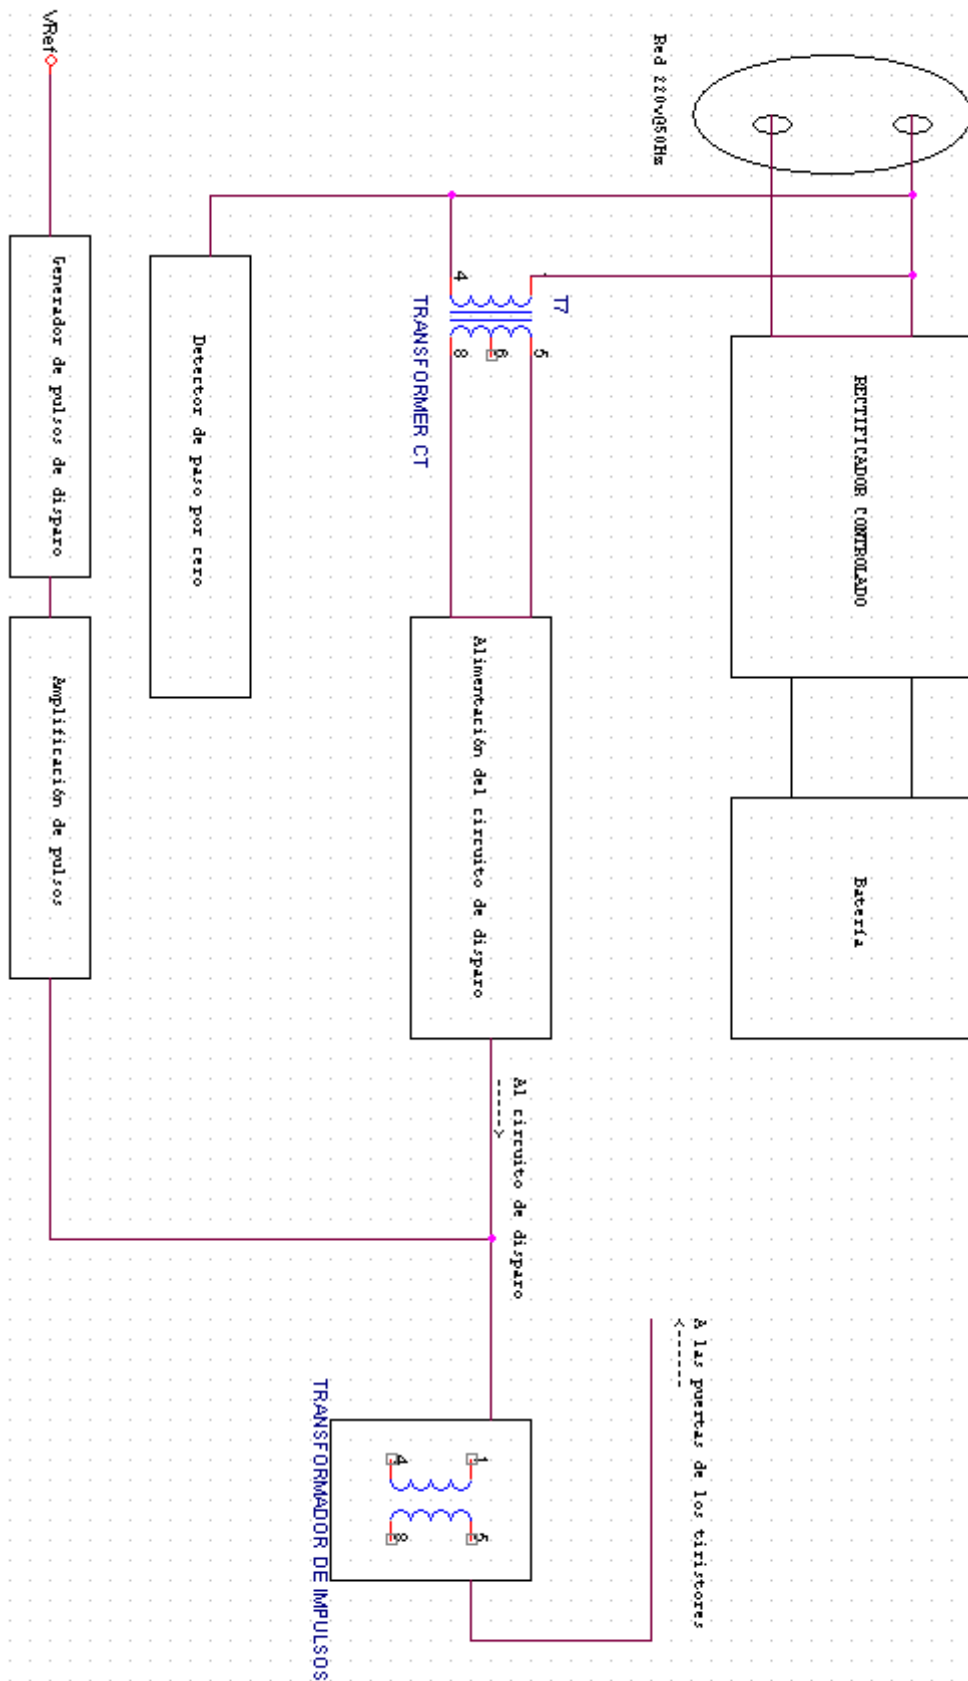 Red 220v@50Hz
RECTIFICADOR CONTROLADO
Batería
T7
1
5
6
4
8
TRANSFORMER CT
Alimentación del circuito de disparo
Al circuito de disparo
------>
A las puertas de los tiristores
<------
Detector de paso por cero
VRef
Generador de pulsos de disparo
Amplificación de pulsos
1
5
4
8
TRANSFORMADOR DE IMPULSOS